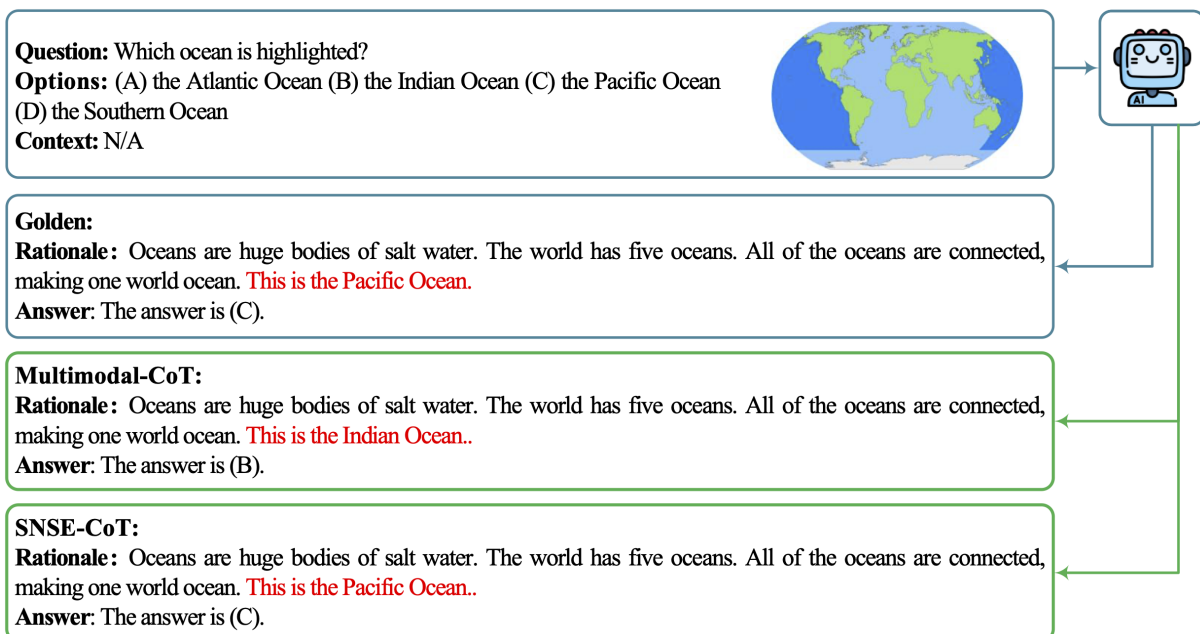 Question: Which ocean is highlighted?
Options: (A) the Atlantic Ocean (B) the Indian Ocean (C) the Pacific Ocean
(D) the Southern Ocean
Context: N/A
AI
Golden:
Rationale: Oceans are huge bodies of salt water. The world has five oceans. All of the oceans are connected,
making one world ocean. This is the Pacific Ocean.
Answer: The answer is (C).
Multimodal-CoT:
Rationale: Oceans are huge bodies of salt water. The world has five oceans. All of the oceans are connected,
making one world ocean. This is the Indian Ocean..
Answer: The answer is (B).
SNSE-CoT:
Rationale: Oceans are huge bodies of salt water. The world has five oceans. All of the oceans are connected,
making one world ocean. This is the Pacific Ocean..
Answer: The answer is (C).